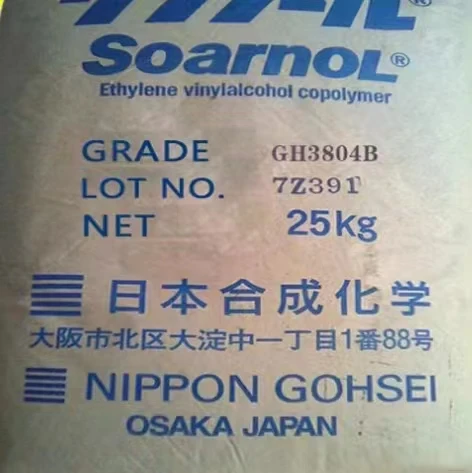 Soarnol®
Ethylene vinylalcohol copolymer
GRADE GH3804B
LOT NO. 7Z391
NET 25kg
日本合成化学
大阪市北区大淀中一丁目1番88号
NIPPON GOHSEI
OSAKA JAPAN